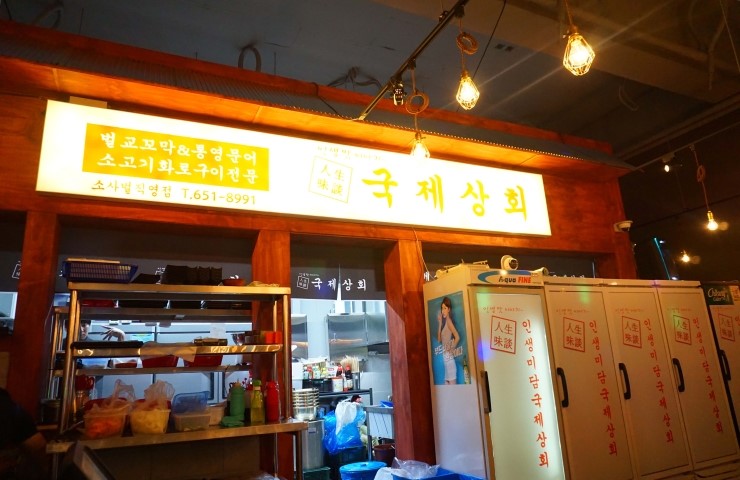 벌교꼬막&통영문어
소고기화로구이전문
소사벌직영점 T.651-8991
人生
味談
국제상회
人生
味談
국제상회
Aqua FINE
人生
味談
인생미담국제상회
人生
味談
인생미담국제상회
人生
味談
인생미담국제상회
人生
味談
인생미담국제상회